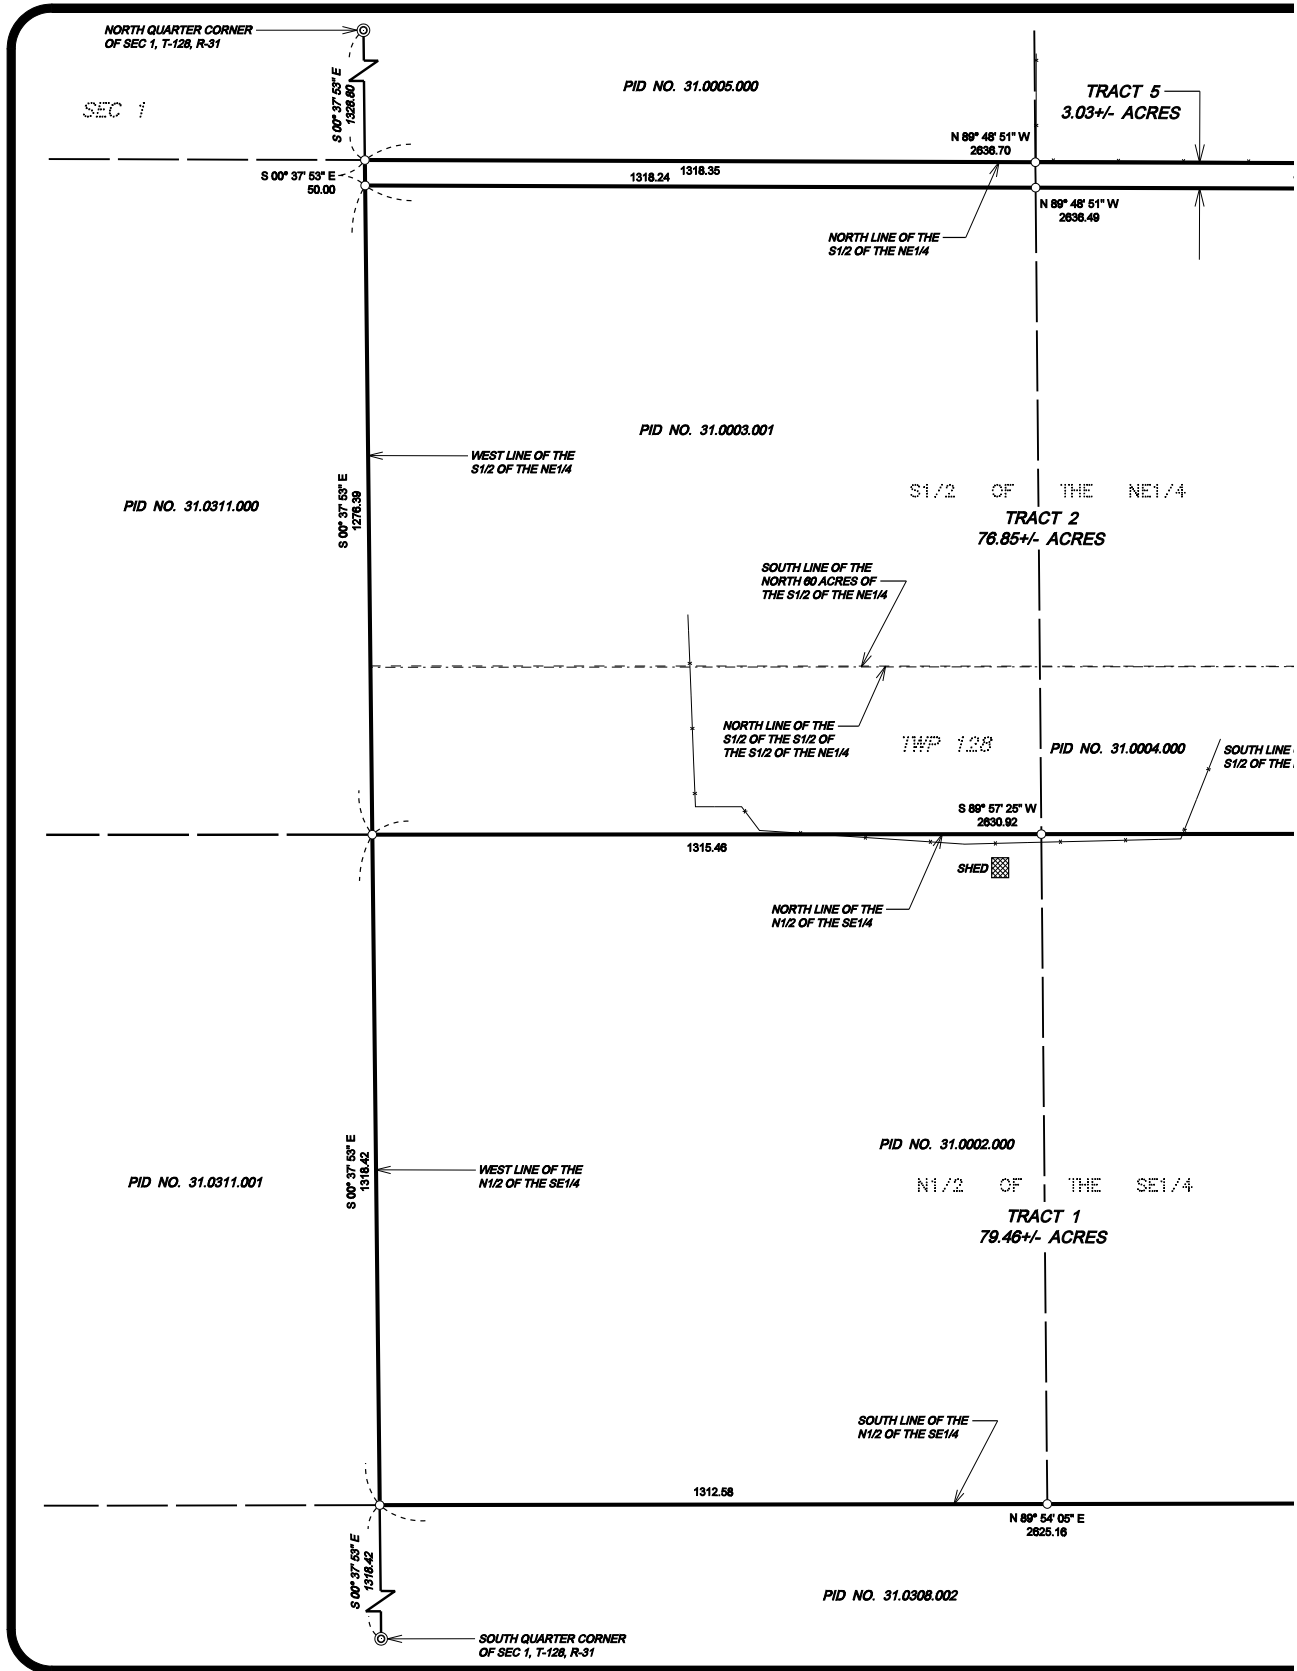 NORTH QUARTER CORNER
OF SEC 1, T-128, R-31
SEC 1
S 00° 37' 53" E
1328.60
PID NO. 31.0005.000
TRACT 5
3.03+/- ACRES
N 89° 48' 51" W
2636.70
S 00° 37' 53" E
50.00
1318.24
1318.35
N 89° 48' 51" W
2636.49
NORTH LINE OF THE
S1/2 OF THE NE1/4
PID NO. 31.0003.001
WEST LINE OF THE
S1/2 OF THE NE1/4
PID NO. 31.0311.000
S 00° 37' 53" E
1276.39
S1/2 OF THE NE1/4
TRACT 2
76.85+/- ACRES
SOUTH LINE OF THE
NORTH 60 ACRES OF
THE S1/2 OF THE NE1/4
NORTH LINE OF THE
S1/2 OF THE S1/2 OF
THE S1/2 OF THE NE1/4
TWP 128
PID NO. 31.0004.000
SOUTH LINE
S1/2 OF THE
S 89° 57' 25" W
2630.92
1315.46
SHED
NORTH LINE OF THE
N1/2 OF THE SE1/4
PID NO. 31.0002.000
S 00° 37' 53" E
1318.42
WEST LINE OF THE
N1/2 OF THE SE1/4
PID NO. 31.0311.001
N1/2 OF THE SE1/4
TRACT 1
79.46+/- ACRES
SOUTH LINE OF THE
N1/2 OF THE SE1/4
1312.58
N 89° 54' 05" E
2625.16
S 00° 37' 53" E
1318.42
PID NO. 31.0308.002
SOUTH QUARTER CORNER
OF SEC 1, T-128, R-31